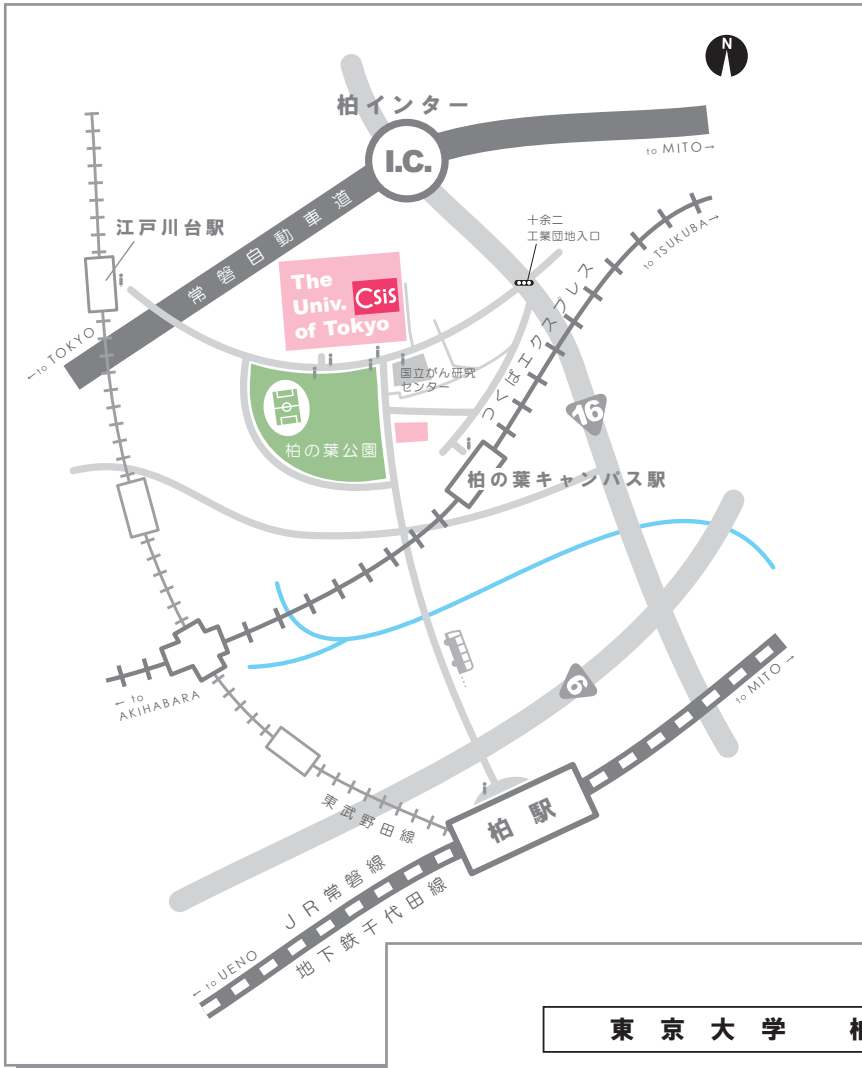 N
柏インター
I.C.
to MITO→
江戸川台駅
常磐自動車道
十余二
工業団地入口
to TSUKUBA→
The
Univ.
of Tokyo
CSiS
つくばエクスプレス
←to TOKYO
国立がん研究
センター
16
柏の葉公園
柏の葉キャンパス駅
← to
AKIHABARA
6
to MITO →
東武野田線
柏駅
JR常磐線
地下鉄千代田線
← to UENO
東京大学